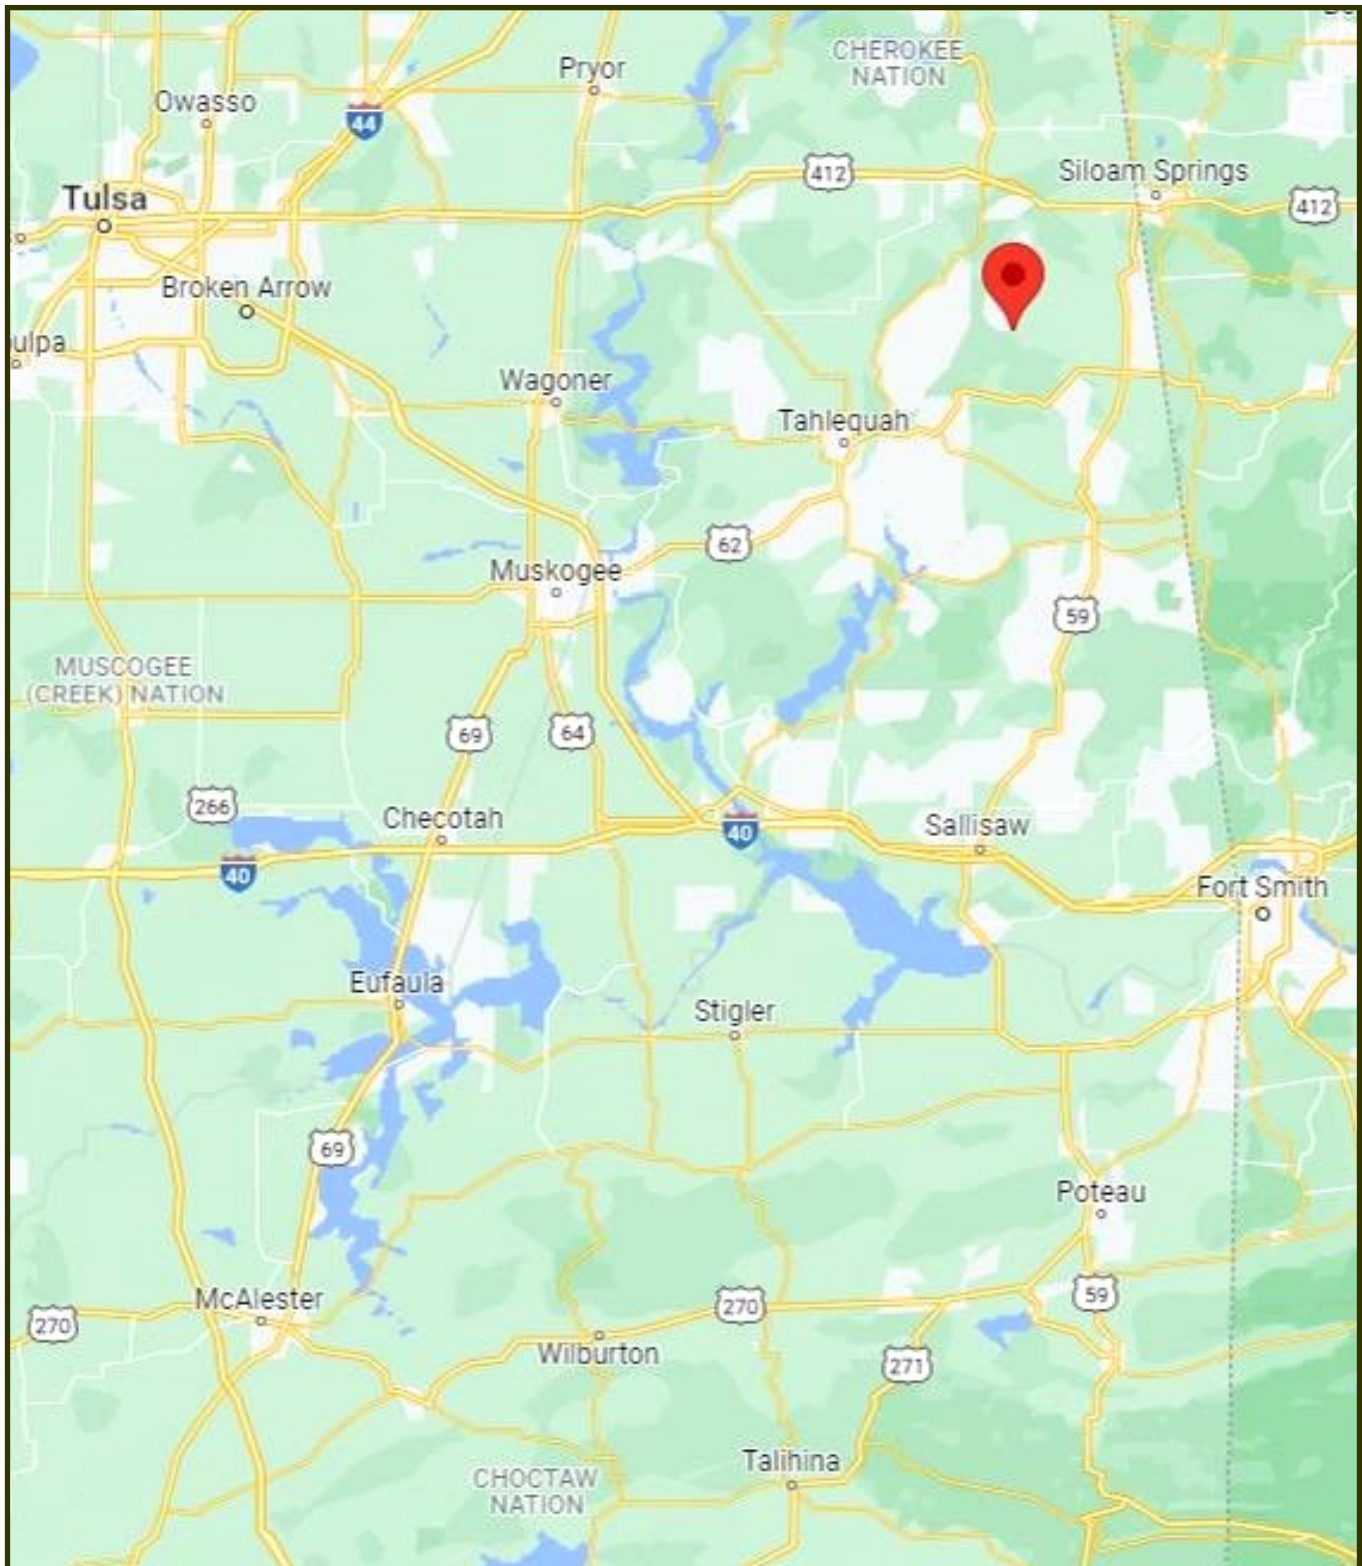 CHEROKEE
NATION
Pryor
Owasso
44
412
Siloam Springs
412
Tulsa
Broken Arrow
ulpa
Wagoner
Tahlequah
62
Muskogee
59
MUSCOGEE
(CREEK) NATION
69
64
266
Checotah
40
Sallisaw
40
Fort Smith
Eufaula
Stigler
69
Poteau
59
McAlester
270
270
Wilburton
271
Talihina
CHOCTAW
NATION